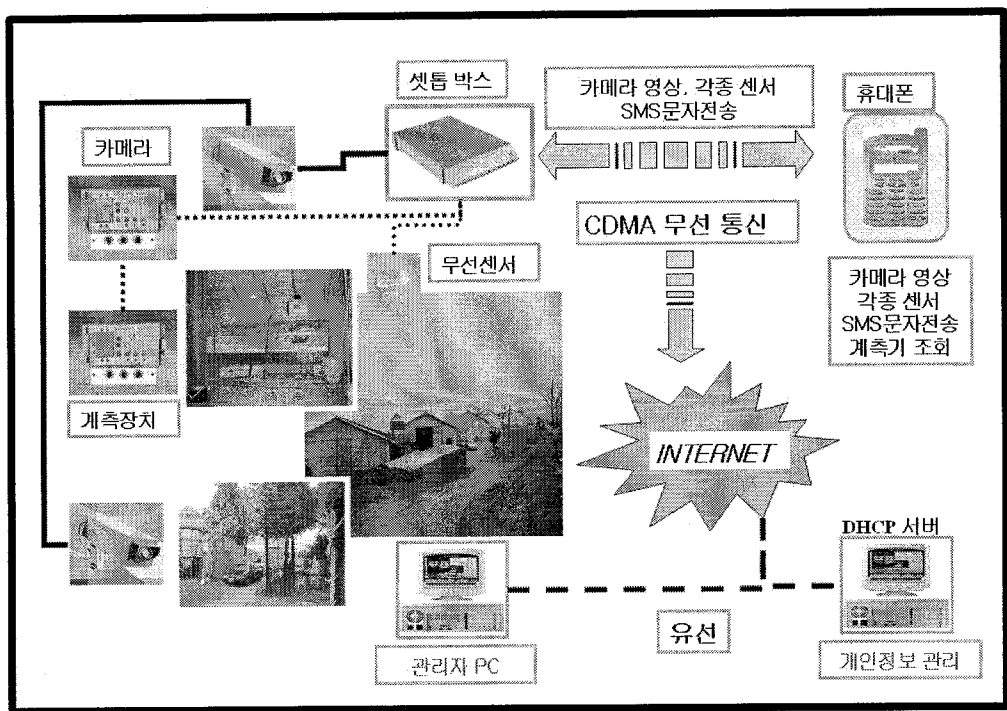 셋톱 박스
카메라 영상, 각종 센서
SMS문자전송
휴대폰
카메라
CDMA 무선 통신
무선센서
카메라 영상
각종 센서
SMS문자전송
계측기 조회
계측장치
INTERNET
DHCP 서버
유선
관리자 PC
개인정보 관리